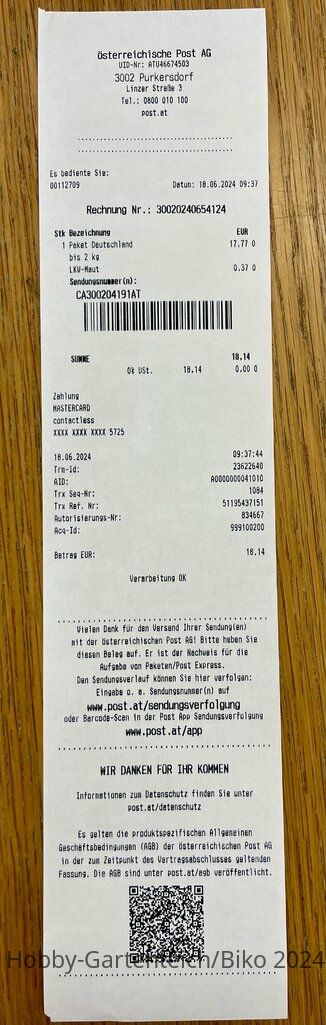 Österreichische Post AG
UID-Nr: ATU46674503
3002 Purkersdorf
Linzer Straße 3
Tel.: 0800 010 100
post.at
Es bediente Sie:
00112709 Datum: 18.06.2024 09:37
Rechnung Nr.: 30020240654124
Stk Bezeichnung EUR
1 Paket Deutschland 17,77 0
bis 2 kg
LKW-Maut 0,37 0
Sendungsnummer(n):
CA300204191AT
SUMME 18,14
0% USt. 18,14 0,00 0
Zahlung
MASTERCARD
contactless
XXXX XXXX XXXX 5725
18.06.2024 09:37:44
Trm-Id: 23622640
AID: A0000000041010
Trx Seq-Nr: 1084
Trx Ref. Nr: 51195437151
Autorisierungs-Nr: 834667
Acq-Id: 999100200
Betrag EUR: 18,14
Verarbeitung OK
Vielen Dank für den Versand Ihrer Sendung(en)
mit der Österreichischen Post AG! Bitte heben Sie
diesen Beleg auf. Er ist der Nachweis für die
Aufgabe von Paketen/Post Express.
Den Sendungsverlauf können Sie hier verfolgen:
Eingabe o. a. Sendungsnummer(n) auf
www.post.at/sendungsverfolgung
oder Barcode-Scan in der Post App Sendungsverfolgung
www.post.at/app
WIR DANKEN FÜR IHR KOMMEN
Informationen zum Datenschutz finden Sie unter
post.at/datenschutz
Es gelten die produktspezifischen Allgemeinen
Geschäftsbedingungen (AGB) der Österreichischen Post AG
in der zum Zeitpunkt des Vertragsabschlusses geltenden
Fassung. Die AGB sind unter post.at/agb veröffentlicht.
Hobby-Gartenteich/Biko 2024